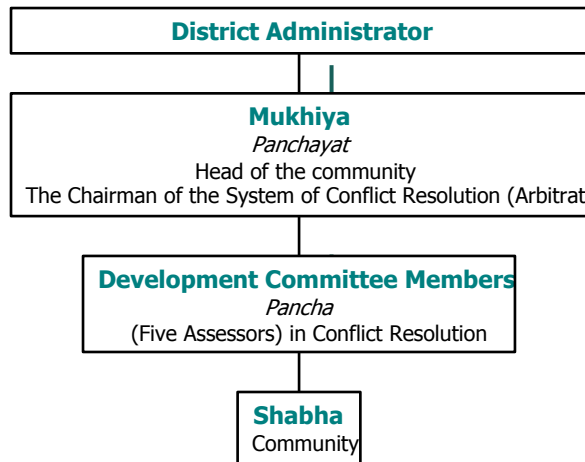 District Administrator
Mukhiya
Panchayat
Head of the community
The Chairman of the System of Conflict Resolution (Arbitrat
Development Committee Members
Pancha
(Five Assessors) in Conflict Resolution
Shabha
Community